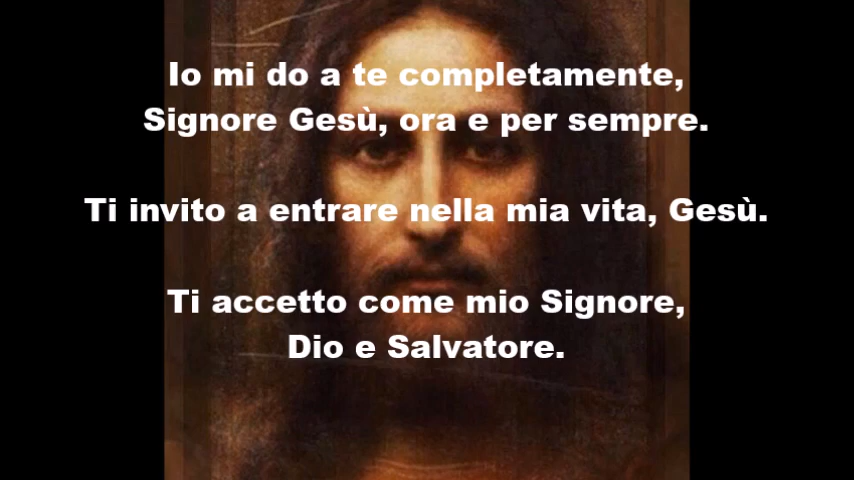 Io mi do a te completamente,
Signore Gesù, ora e per sempre.
Ti invito a entrare nella mia vita, Gesù.
Ti accetto come mio Signore,
Dio e Salvatore.